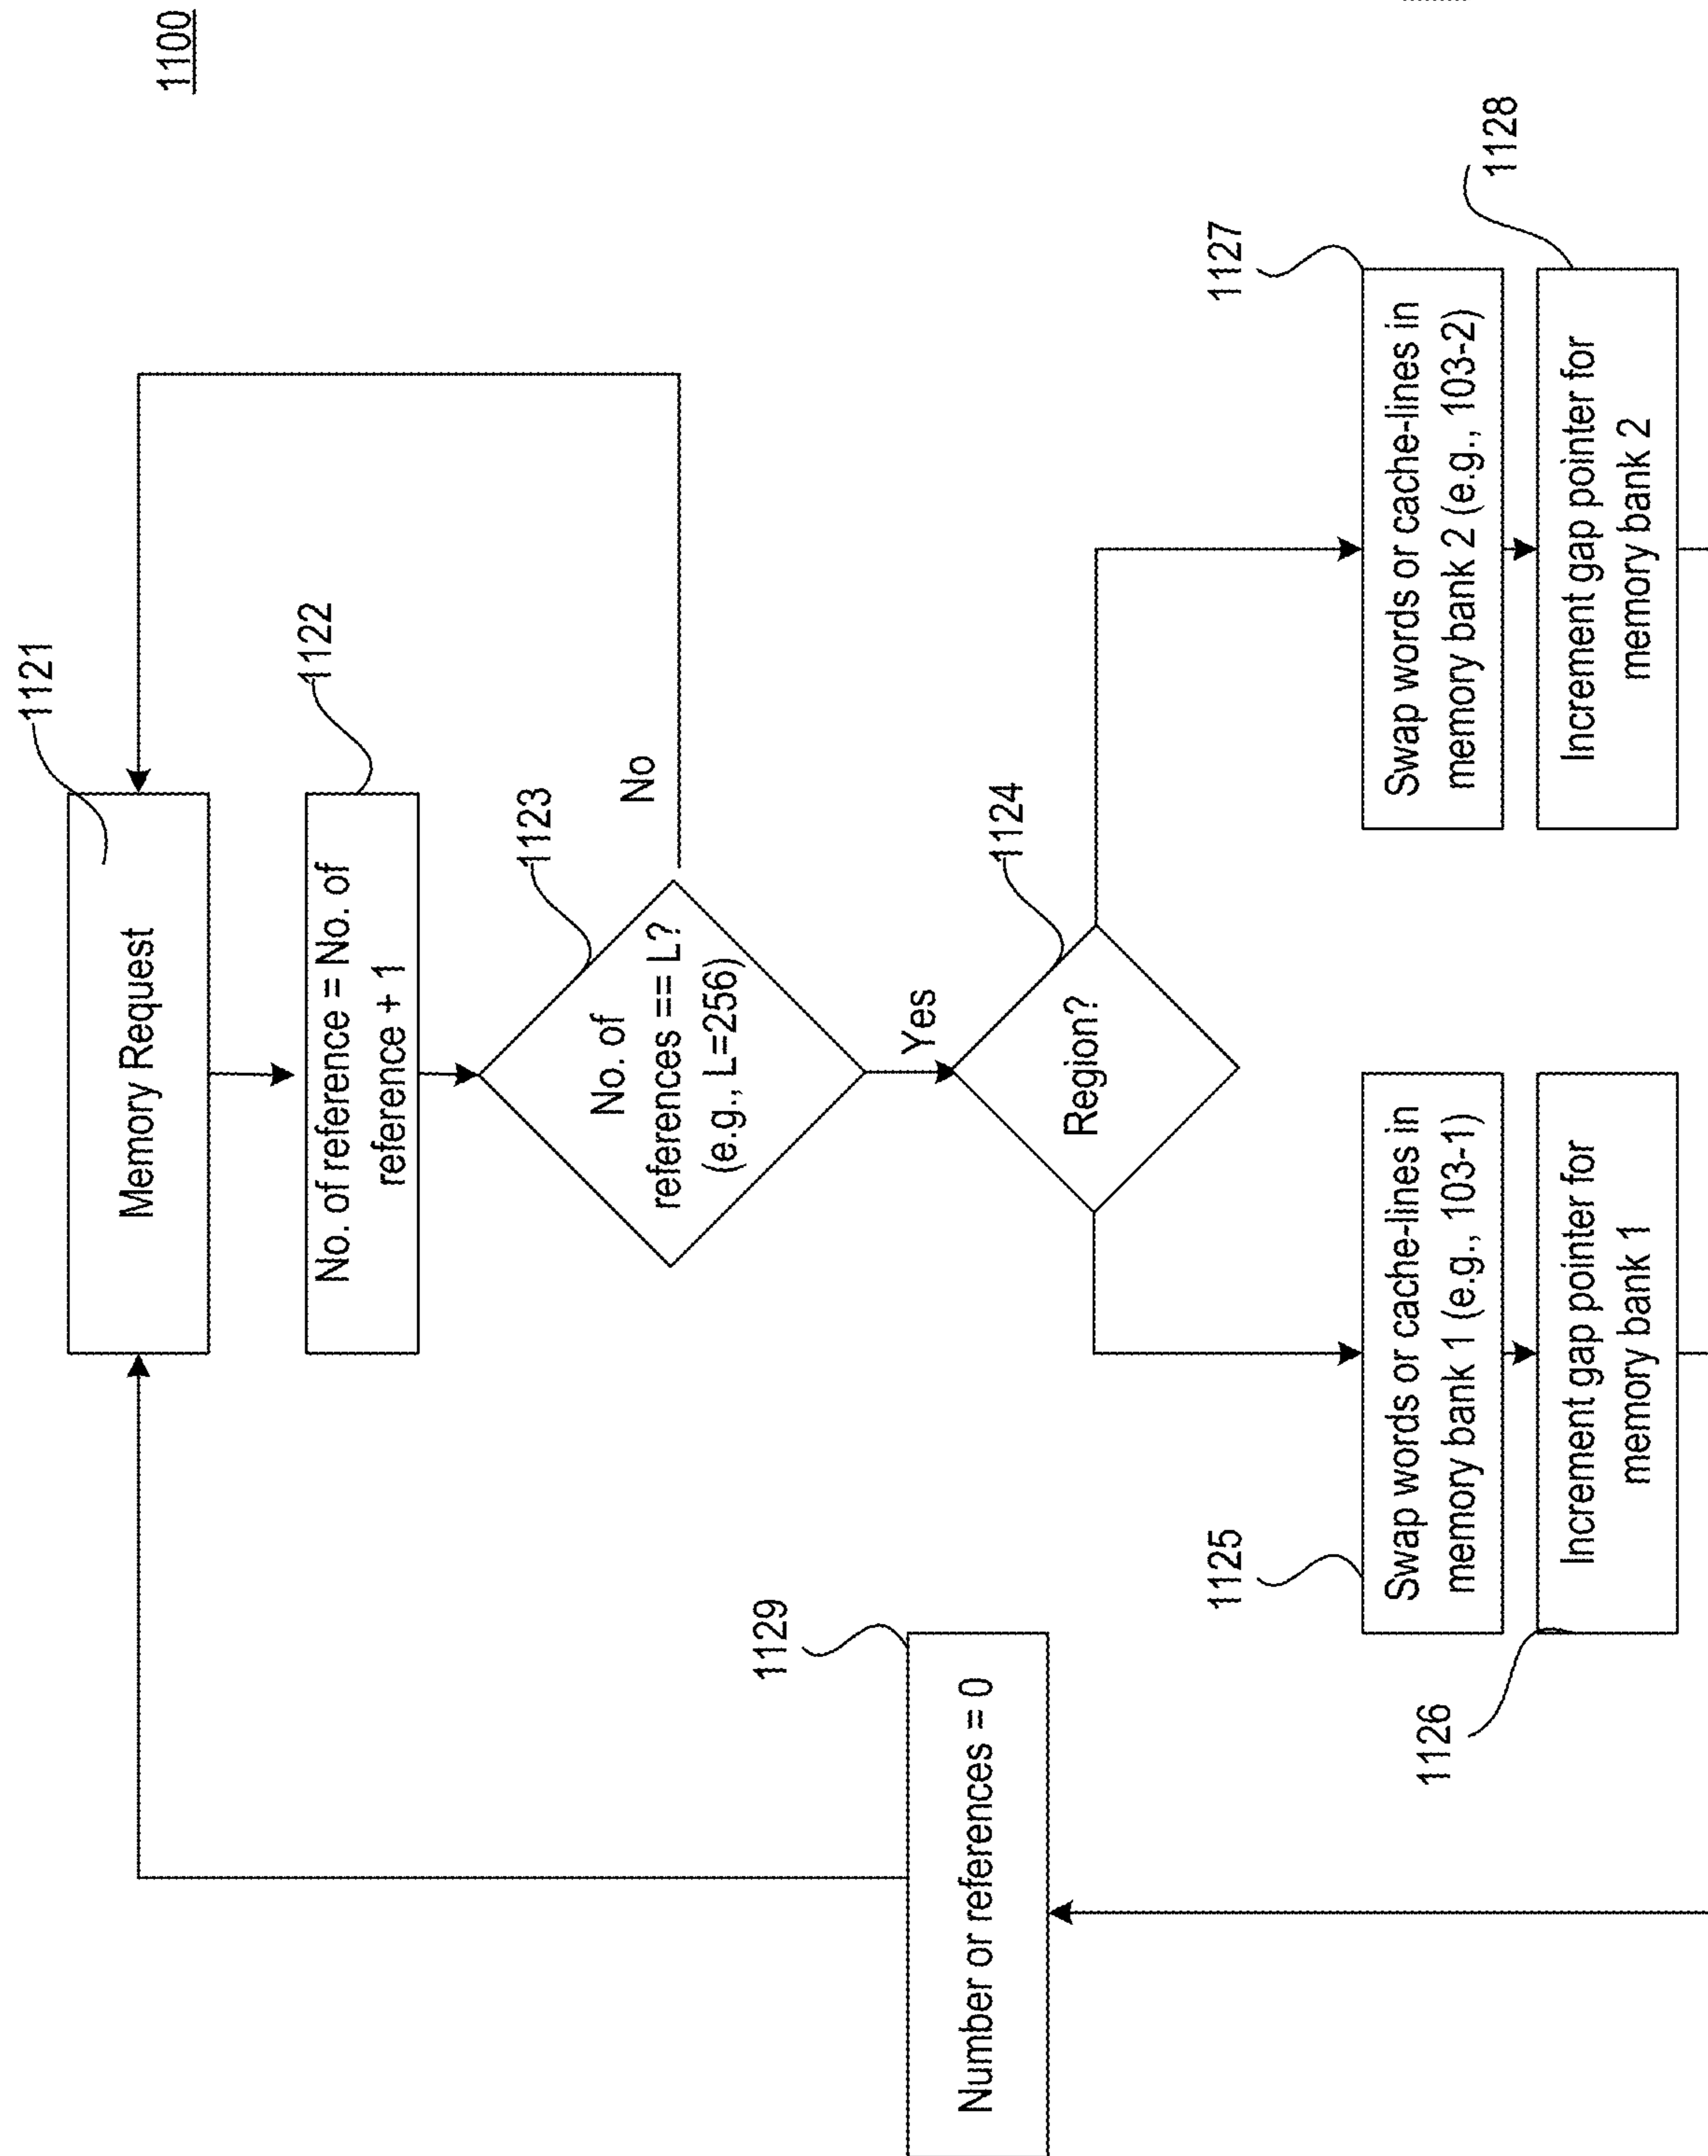 1100
1121
Memory Request
1122
No. of reference = No. of
reference + 1
1123
No. of
references == L?
(e.g., L=256)
No
Yes
1124
Region?
1129
Number or references = 0
1125
Swap words or cache-lines in
memory bank 1 (e.g., 103-1)
1127
Swap words or cache-lines in
memory bank 2 (e.g., 103-2)
1126
Increment gap pointer for
memory bank 1
1128
Increment gap pointer for
memory bank 2